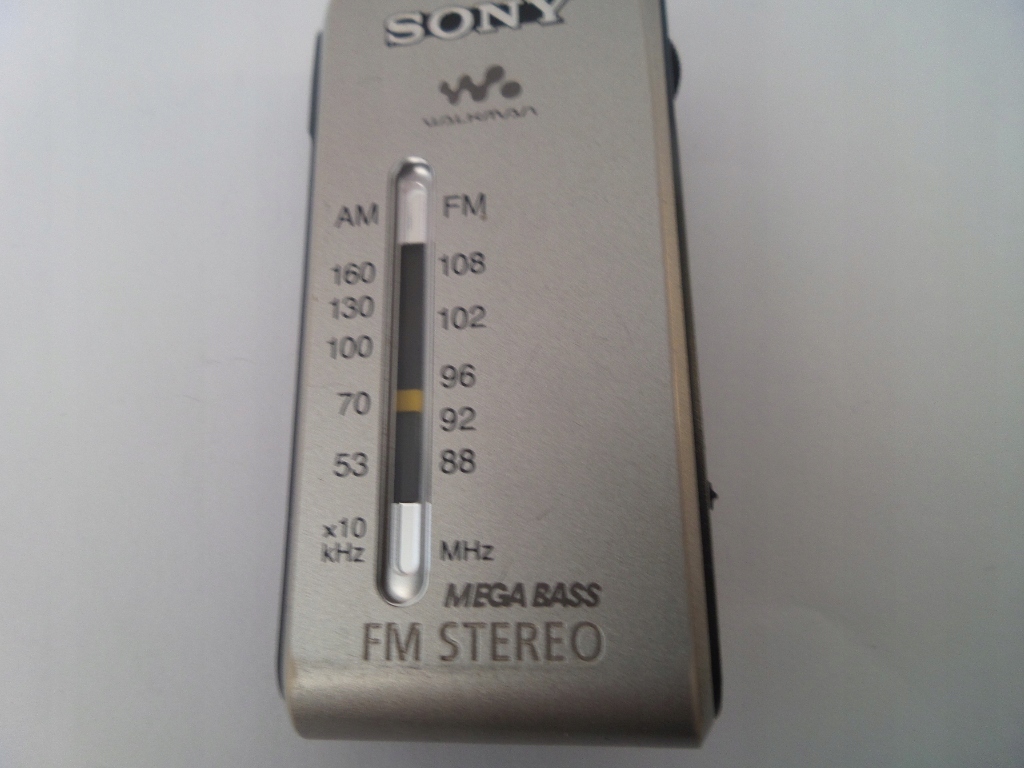 SONY
WALKMAN
AM FM
160 108
130 102
100 96
70 92
53 88
x10
kHz MHz
MEGA BASS
FM STEREO